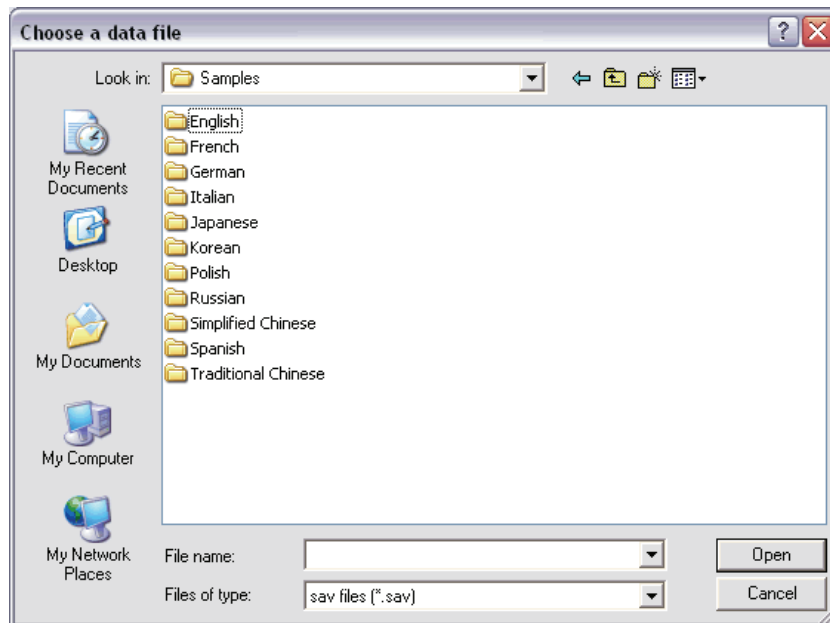 Choose a data file
Look in: Samples
My Recent
Documents
Desktop
My Documents
My Computer
My Network
Places
English
French
German
Italian
Japanese
Korean
Polish
Russian
Simplified Chinese
Spanish
Traditional Chinese
File name:
Open
Files of type: sav files (*.sav)
Cancel